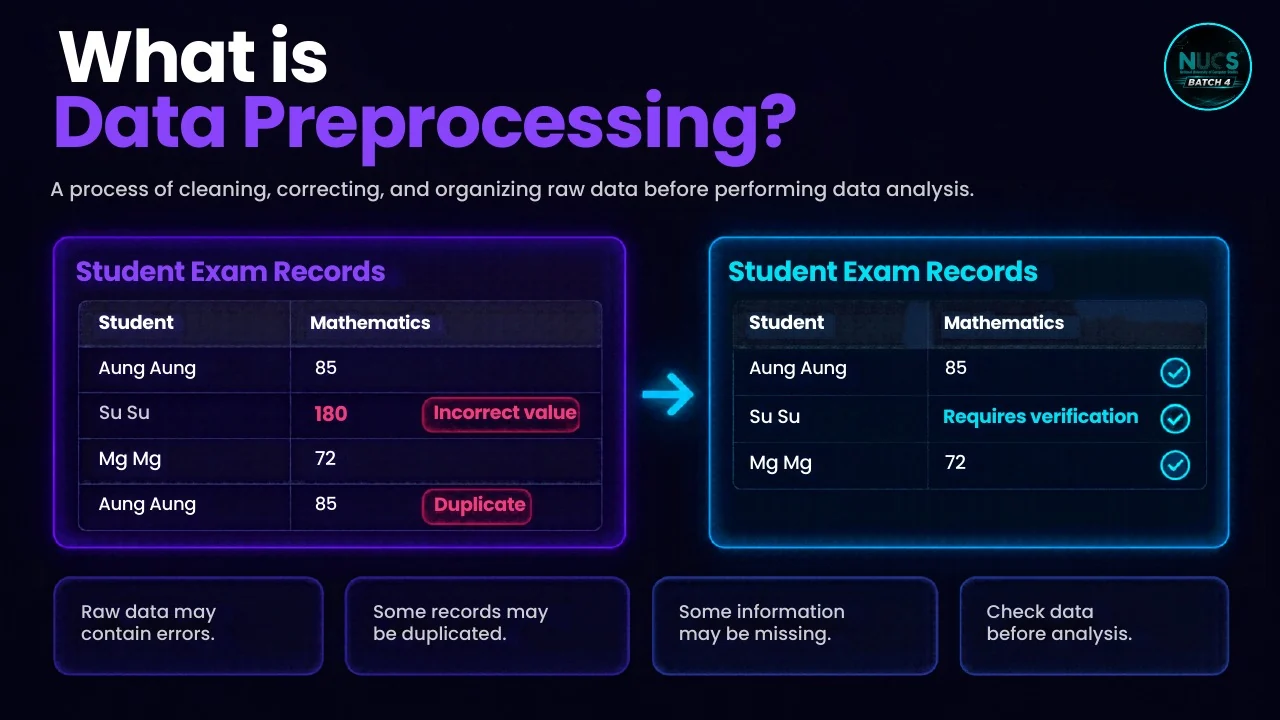 What is
Data Preprocessing?
NUCS
BATCH 4
A process of cleaning, correcting, and organizing raw data before performing data analysis.
Student Exam Records
Student Mathematics
Aung Aung 85
Su Su 180 Incorrect value
Mg Mg 72
Aung Aung 85 Duplicate
Student Exam Records
Student Mathematics
Aung Aung 85
Su Su Requires verification
Mg Mg 72
Raw data may
contain errors.
Some records may
be duplicated.
Some information
may be missing.
Check data
before analysis.